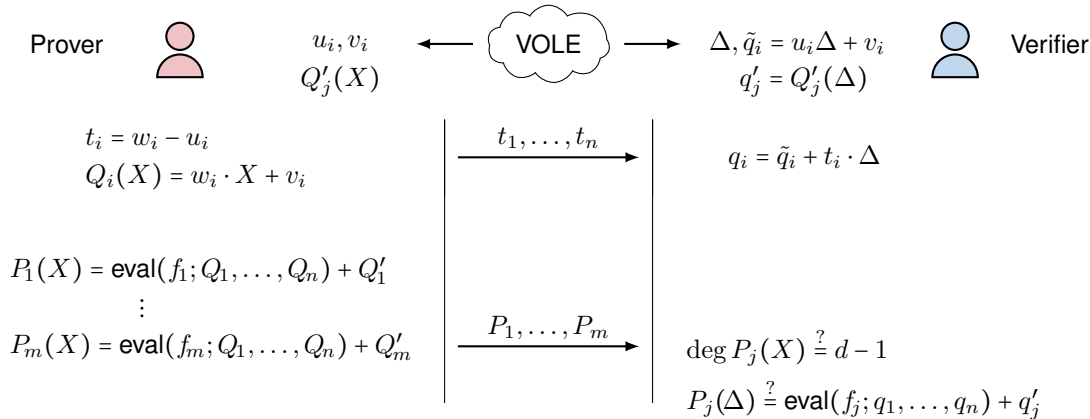 Prover
u_i, v_i
Q'_j(X)
VOLE
Δ, q̃_i = u_iΔ + v_i
q'_j = Q'_j(Δ)
Verifier
t_i = w_i − u_i
Q_i(X) = w_i · X + v_i
t_1, . . . , t_n
q_i = q̃_i + t_i · Δ
P_1(X) = eval(f_1; Q_1, . . . , Q_n) + Q'_1
⋮
P_m(X) = eval(f_m; Q_1, . . . , Q_n) + Q'_m
P_1, . . . , P_m
deg P_j(X) ≟ d − 1
P_j(Δ) ≟ eval(f_j; q_1, . . . , q_n) + q'_j